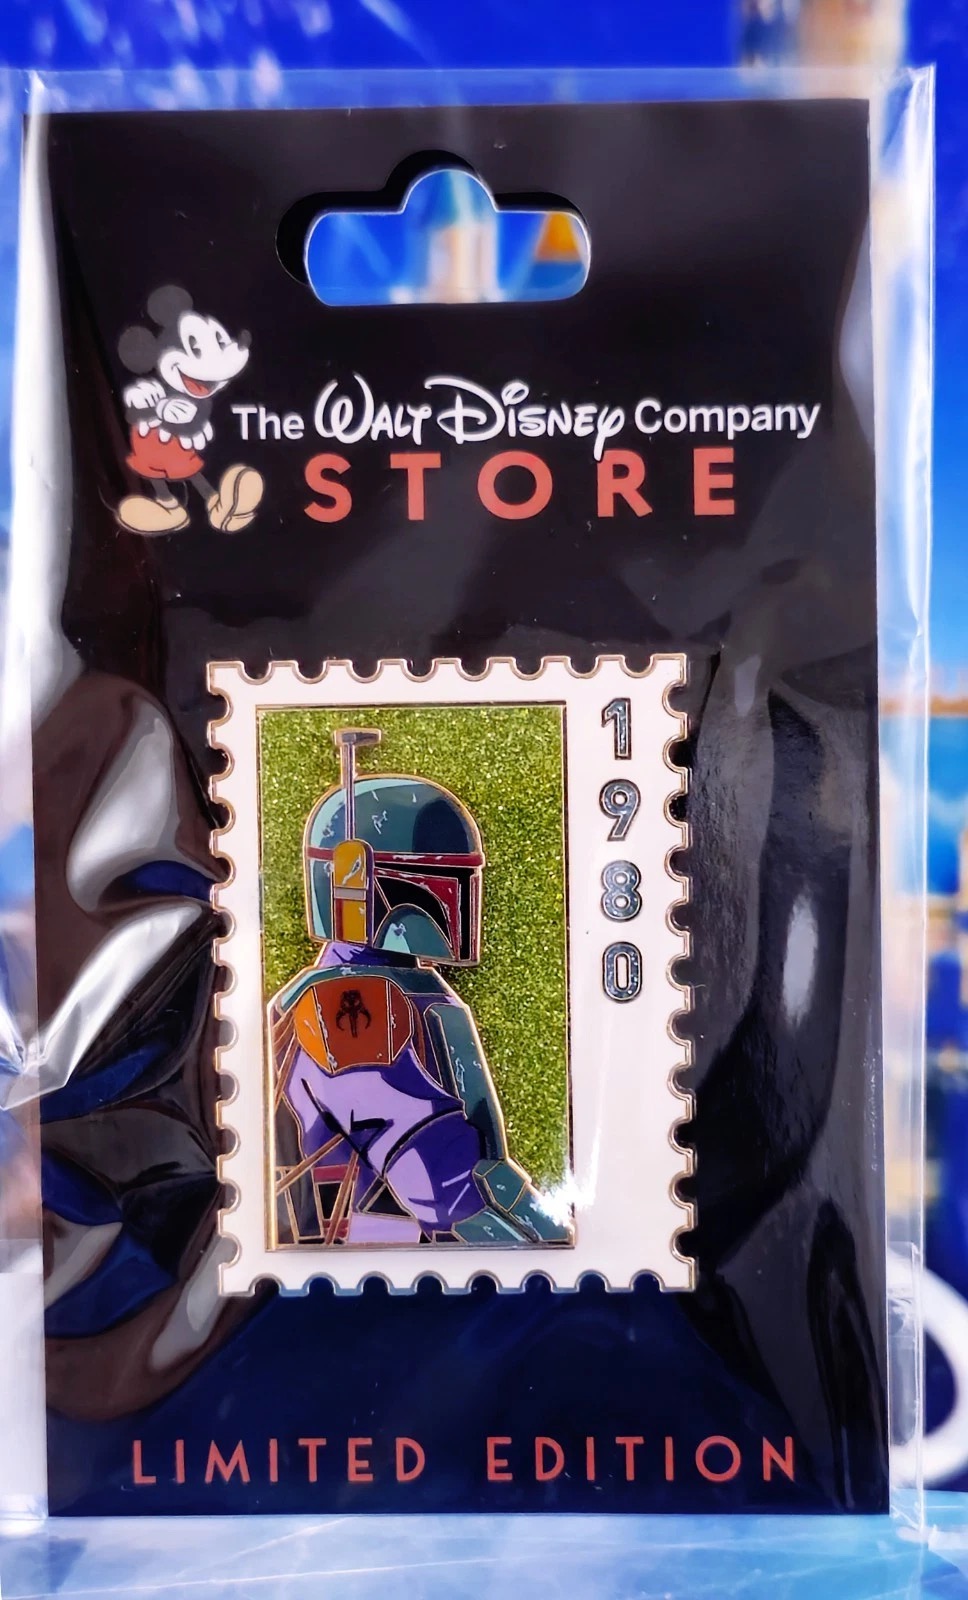 The Walt Disney Company
STORE
1980
LIMITED EDITION